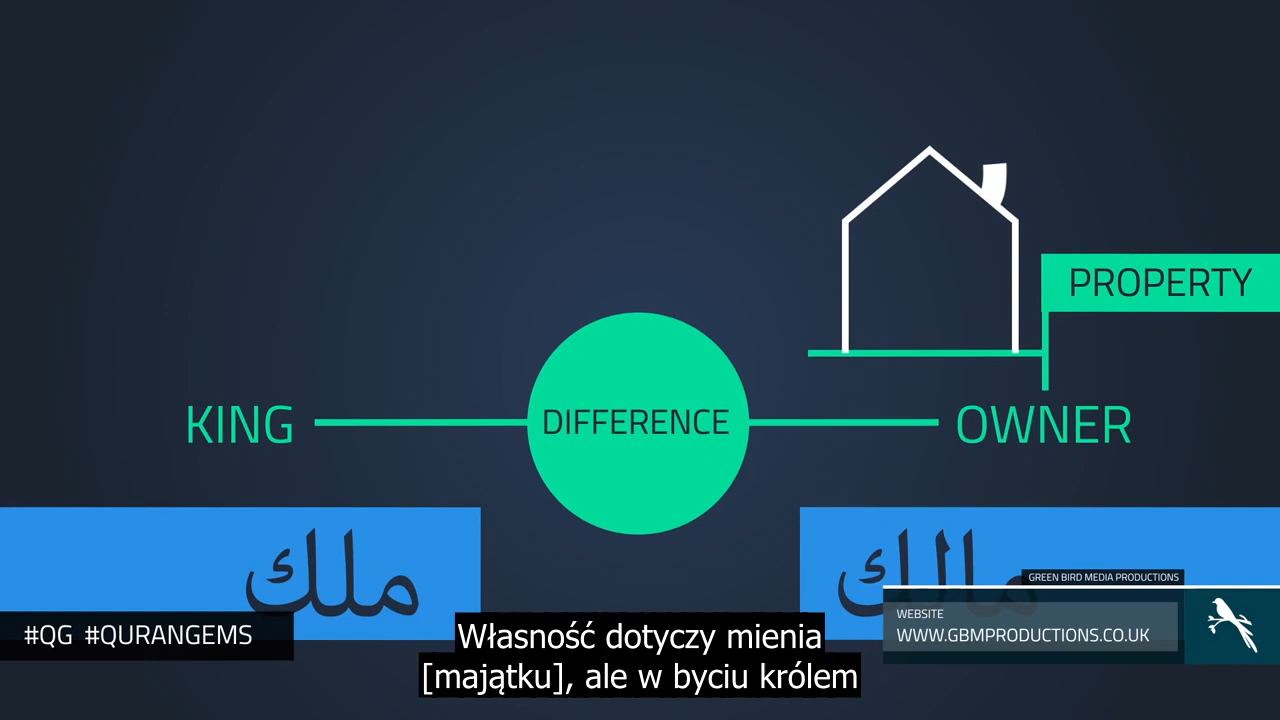 PROPERTY
KING
DIFFERENCE
OWNER
ملك
مالك
GREEN BIRD MEDIA PRODUCTIONS
WEBSITE
WWW.GBMPRODUCTIONS.CO.UK
#QG #QURANGEMS
Własność dotyczy mienia
[majątku], ale w byciu królem